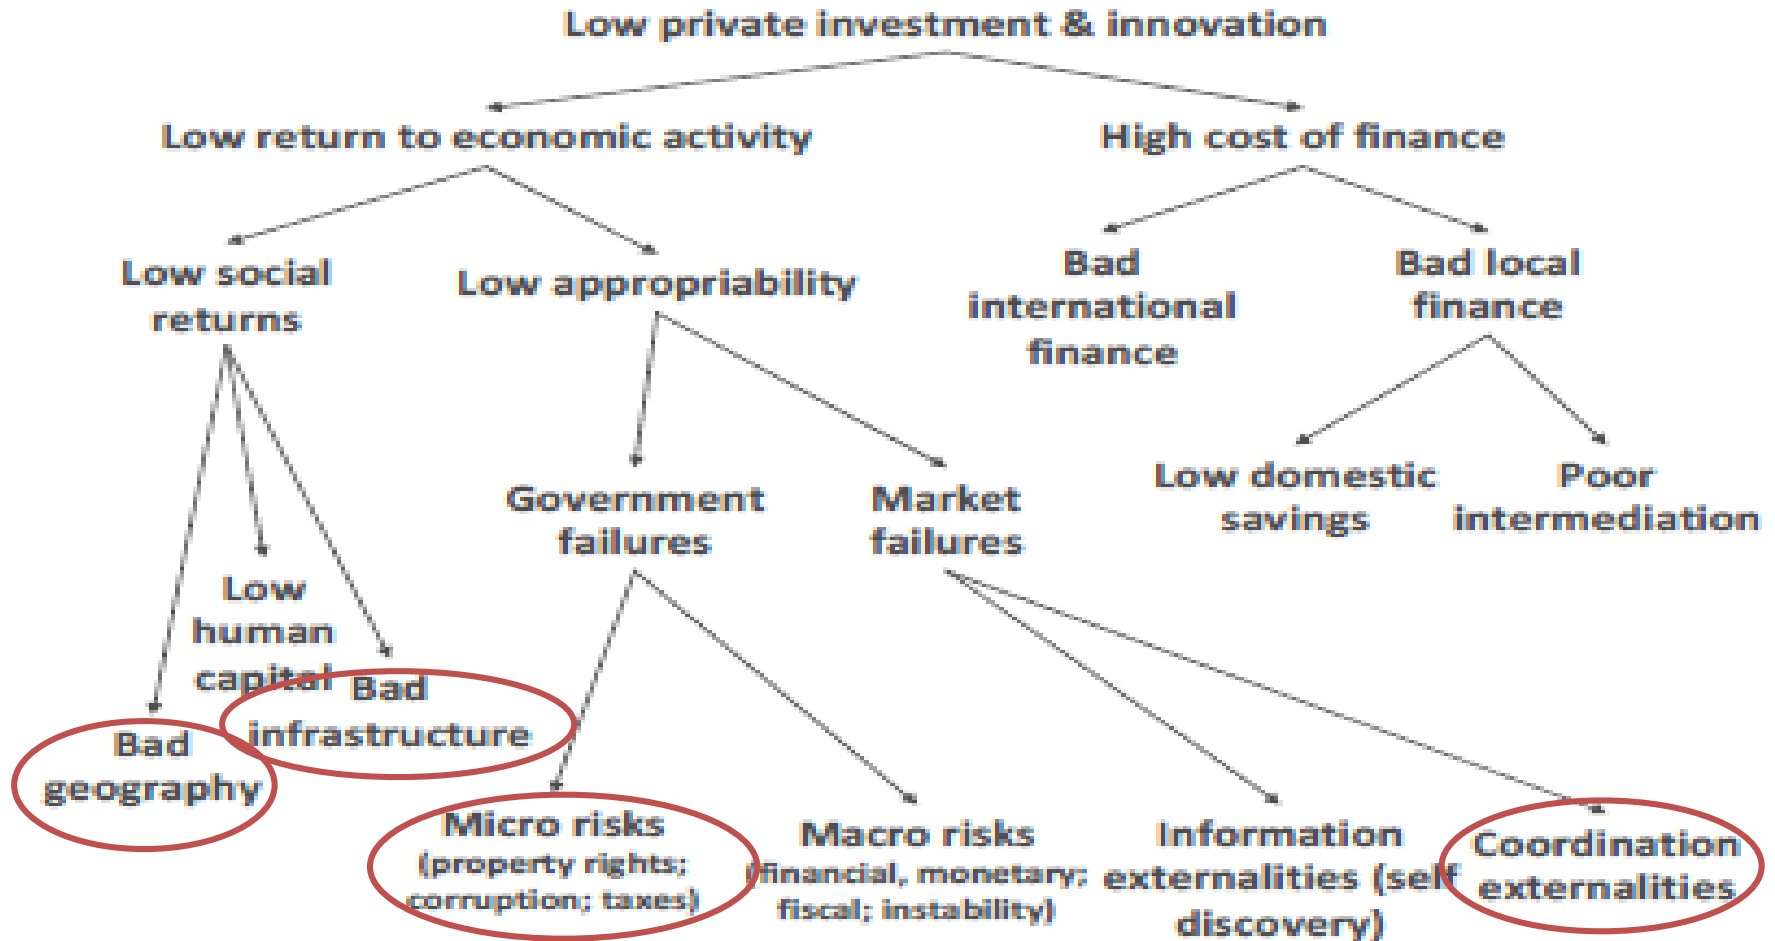 Low private investment & innovation
Low return to economic activity
High cost of finance
Low social
returns
Low appropriability
Bad
international
finance
Bad local
finance
Government
failures
Market
failures
Low domestic
savings
Poor
intermediation
Low
human
capital
Bad
infrastructure
Bad
geography
Micro risks
(property rights;
corruption; taxes)
Macro risks
(financial, monetary;
fiscal; instability)
Information
externalities (self
discovery)
Coordination
externalities